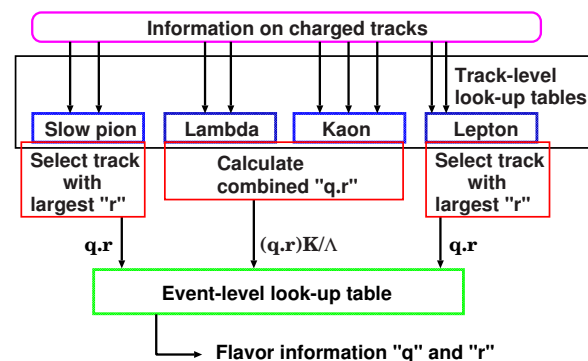 Information on charged tracks
Track-level
look-up tables
Slow pion
Lambda
Kaon
Lepton
Select track
with
largest "r"
Calculate
combined "q.r"
Select track
with
largest "r"
q.r
(q.r)K/Λ
q.r
Event-level look-up table
Flavor information "q" and "r"